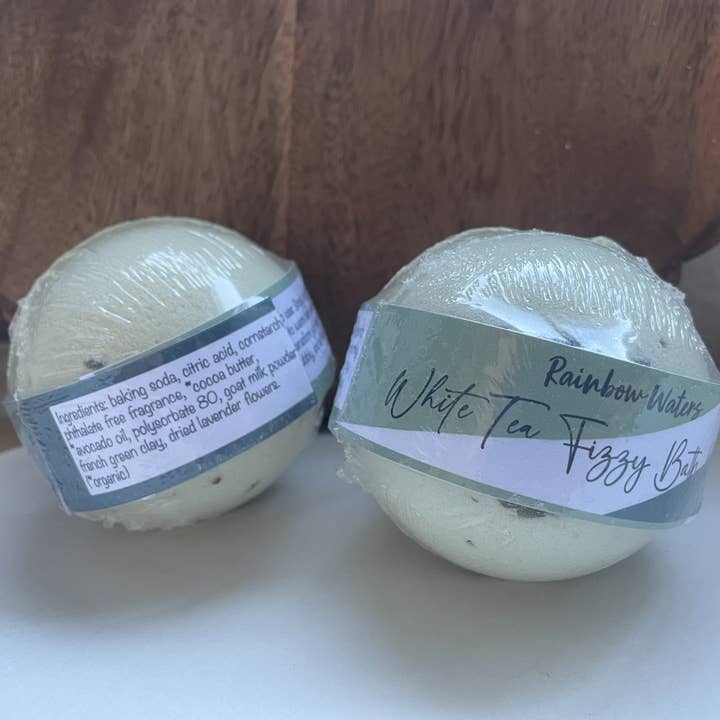 Ingredients: baking soda, citric acid, cornstarch,
phthalate free fragrance, *cocoa butter,
*avocado oil, polysorbate 80, goat milk powder
french green clay, dried lavender flowers.
(*organic)
Rainbow Waters
White Tea Fizzy Bath